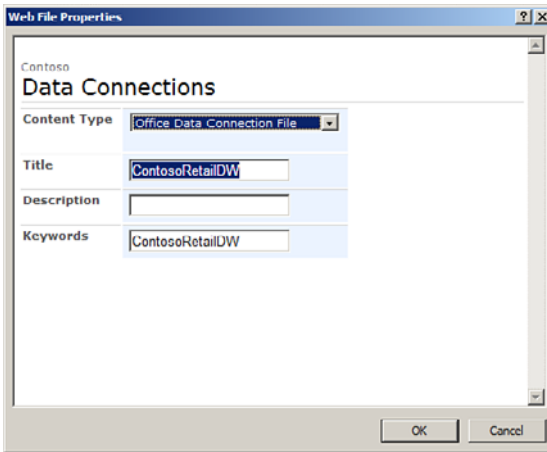 Web File Properties
Contoso
Data Connections
Content Type Office Data Connection File
Title ContosoRetailDW
Description
Keywords ContosoRetailDW
OK Cancel